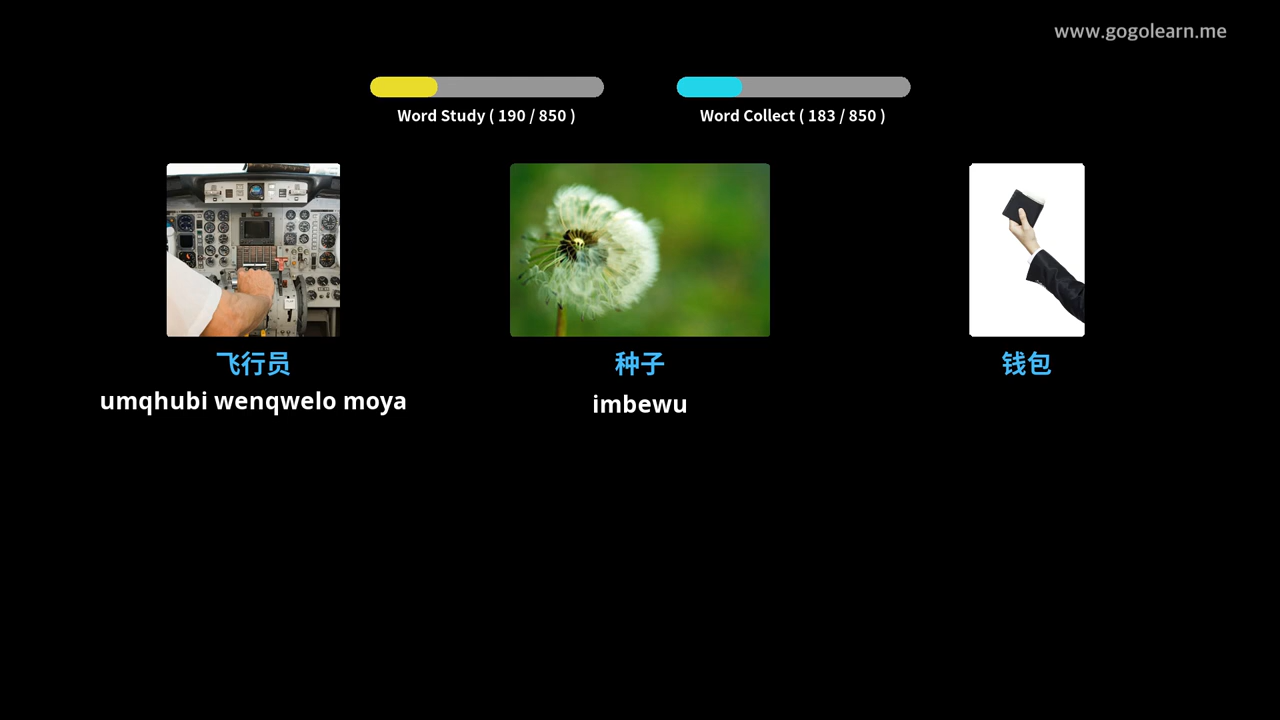 www.gogolearn.me
Word Study ( 190 / 850 )
Word Collect ( 183 / 850 )
飞行员
种子
钱包
umqhubi wenqwelo moya
imbewu